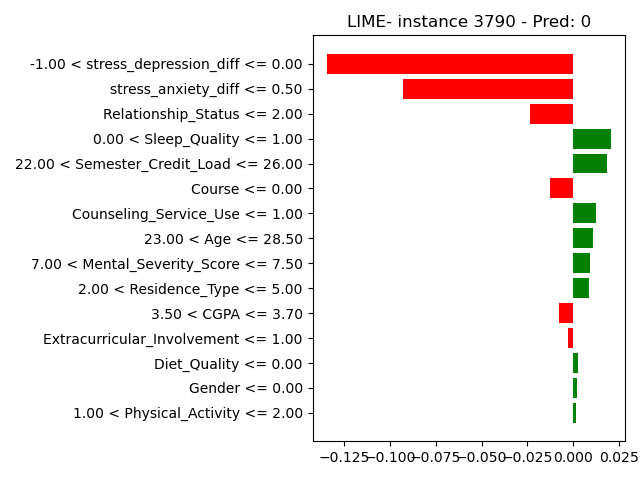 LIME- instance 3790 - Pred: 0
-1.00 < stress_depression_diff <= 0.00
stress_anxiety_diff <= 0.50
Relationship_Status <= 2.00
0.00 < Sleep_Quality <= 1.00
22.00 < Semester_Credit_Load <= 26.00
Course <= 0.00
Counseling_Service_Use <= 1.00
23.00 < Age <= 28.50
7.00 < Mental_Severity_Score <= 7.50
2.00 < Residence_Type <= 5.00
3.50 < CGPA <= 3.70
Extracurricular_Involvement <= 1.00
Diet_Quality <= 0.00
Gender <= 0.00
1.00 < Physical_Activity <= 2.00
−0.125 −0.100 −0.075 −0.050 −0.025 0.000 0.025